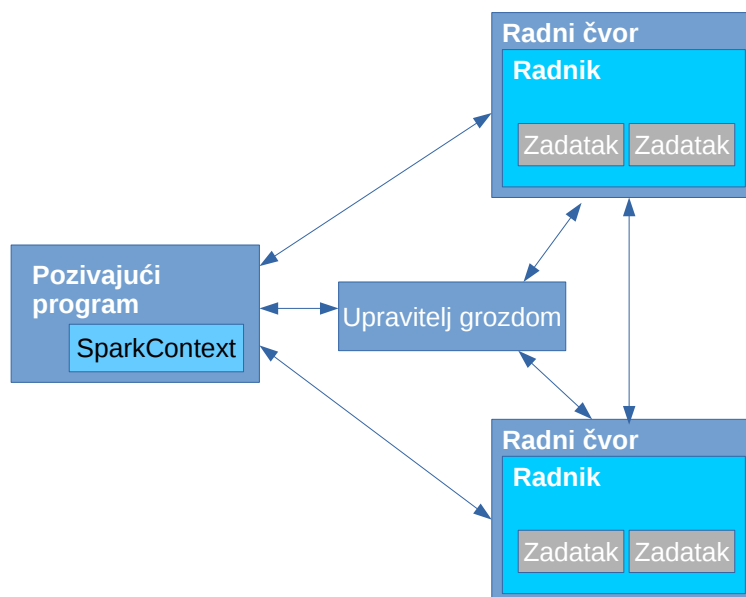 Radni čvor
Radnik
Zadatak Zadatak
Pozivajući
program
SparkContext
Upravitelj grozdom
Radni čvor
Radnik
Zadatak Zadatak